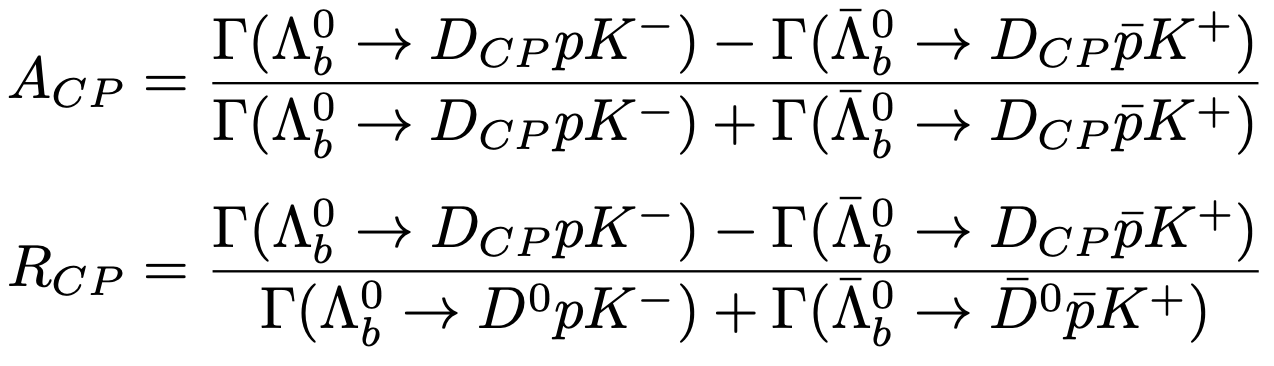 A_{CP} = \frac{\Gamma(\Lambda_b^0 \to D_{CP} p K^-) - \Gamma(\bar{\Lambda}_b^0 \to D_{CP} \bar{p} K^+)}{\Gamma(\Lambda_b^0 \to D_{CP} p K^-) + \Gamma(\bar{\Lambda}_b^0 \to D_{CP} \bar{p} K^+)}
R_{CP} = \frac{\Gamma(\Lambda_b^0 \to D_{CP} p K^-) - \Gamma(\bar{\Lambda}_b^0 \to D_{CP} \bar{p} K^+)}{\Gamma(\Lambda_b^0 \to D^0 p K^-) + \Gamma(\bar{\Lambda}_b^0 \to \bar{D}^0 \bar{p} K^+)}